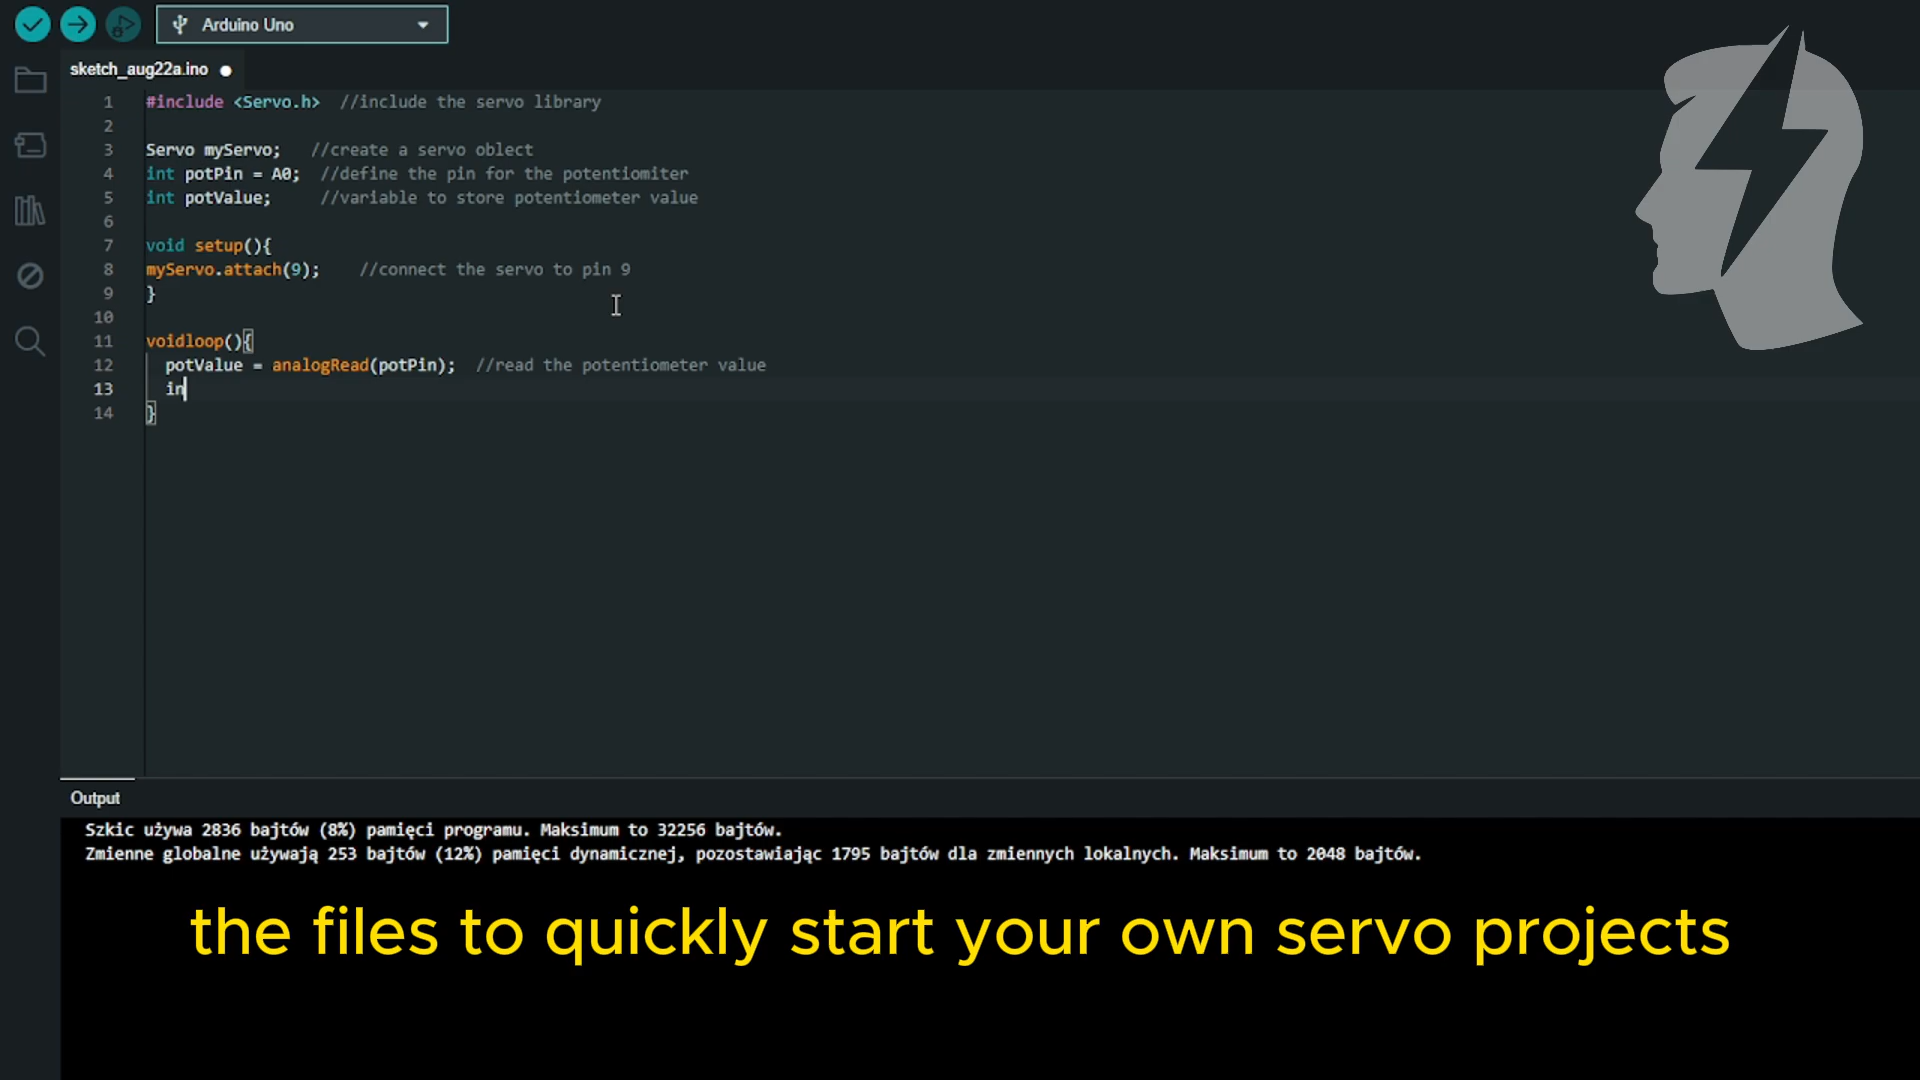 Arduino Uno
sketch_aug22a.ino
1 #include <Servo.h> //include the servo library
2
3 Servo myServo; //create a servo oblect
4 int potPin = A0; //define the pin for the potentiomiter
5 int potValue; //variable to store potentiometer value
6
7 void setup(){
8 myServo.attach(9); //connect the servo to pin 9
9 }
10
11 voidloop(){
12 potValue = analogRead(potPin); //read the potentiometer value
13 in
14 }
Output
Szkic używa 2836 bajtów (8%) pamięci programu. Maksimum to 32256 bajtów.
Zmienne globalne używają 253 bajtów (12%) pamięci dynamicznej, pozostawiając 1795 bajtów dla zmiennych lokalnych. Maksimum to 2048 bajtów.
the files to quickly start your own servo projects